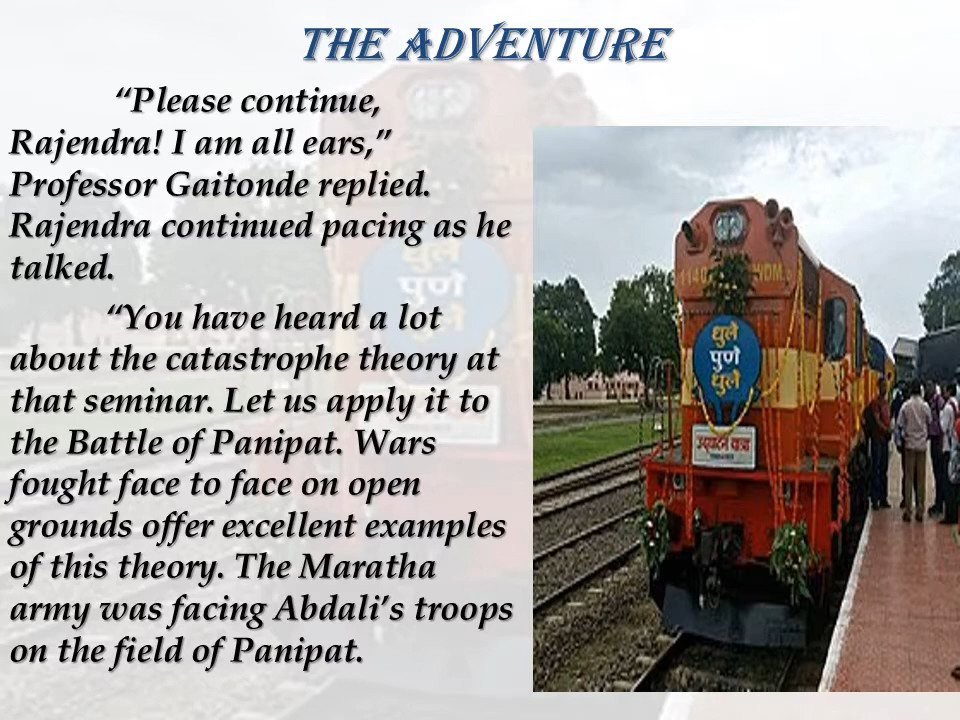 THE ADVENTURE
“Please continue,
Rajendra! I am all ears,”
Professor Gaitonde replied.
Rajendra continued pacing as he
talked.
“You have heard a lot
about the catastrophe theory at
that seminar. Let us apply it to
the Battle of Panipat. Wars
fought face to face on open
grounds offer excellent examples
of this theory. The Maratha
army was facing Abdali’s troops
on the field of Panipat.
WDM
धुले
पुणे
धुले
उद्घाटन यात्रा